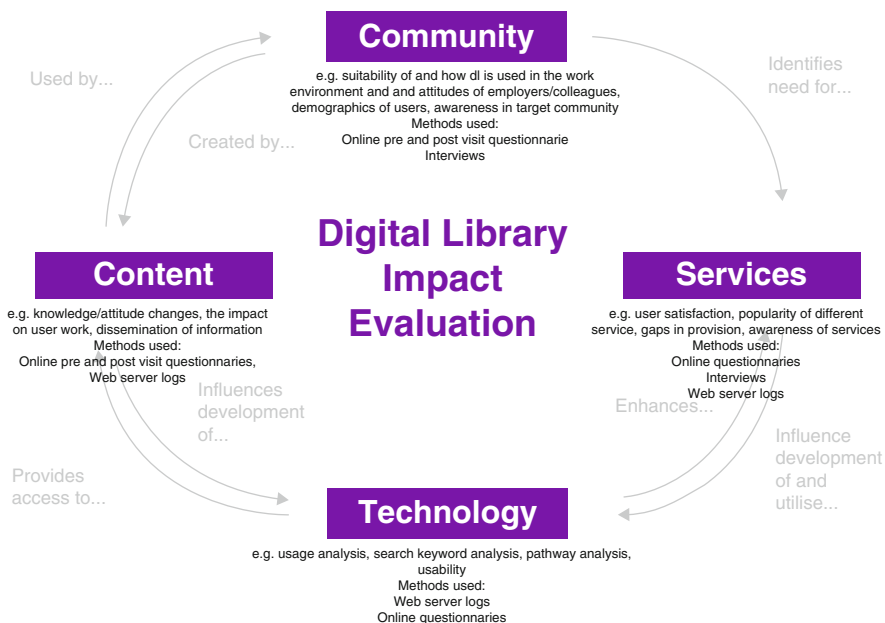 Community
e.g. suitability of and how dl is used in the work
environment and and attitudes of employers/colleagues,
demographics of users, awareness in target community
Methods used:
Online pre and post visit questionnarie
Interviews
Used by...
Created by...
Identifies
need for...
Digital Library
Impact
Evaluation
Content
e.g. knowledge/attitude changes, the impact
on user work, dissemination of information
Methods used:
Online pre and post visit questionnaries,
Web server logs
Services
e.g. user satisfaction, popularity of different
service, gaps in provision, awareness of services
Methods used:
Online questionnaries
Interviews
Web server logs
Influences
development
of...
Provides
access to...
Enhances...
Influence
development
of and
utilise...
Technology
e.g. usage analysis, search keyword analysis, pathway analysis,
usability
Methods used:
Web server logs
Online questionnaries